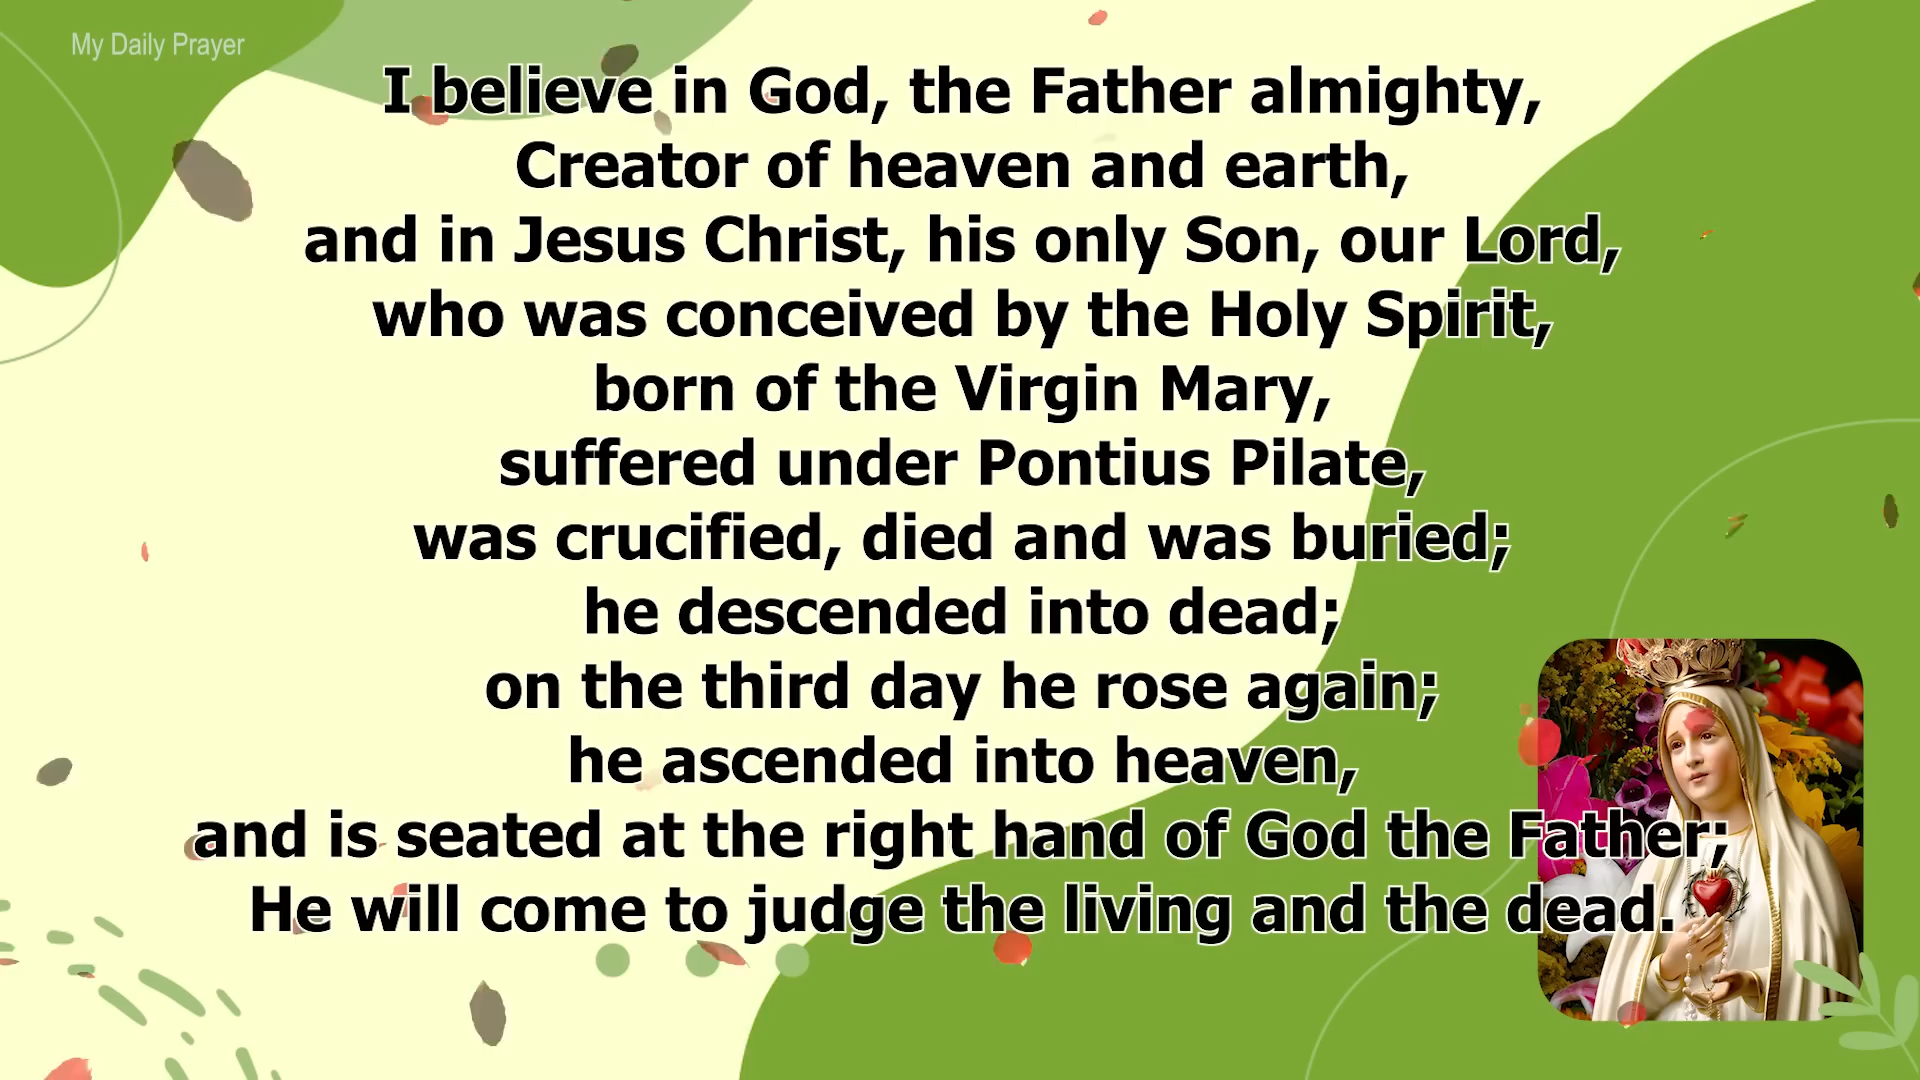 My Daily Prayer
I believe in God, the Father almighty,
Creator of heaven and earth,
and in Jesus Christ, his only Son, our Lord,
who was conceived by the Holy Spirit,
born of the Virgin Mary,
suffered under Pontius Pilate,
was crucified, died and was buried;
he descended into dead;
on the third day he rose again;
he ascended into heaven,
and is seated at the right hand of God the Father;
He will come to judge the living and the dead.